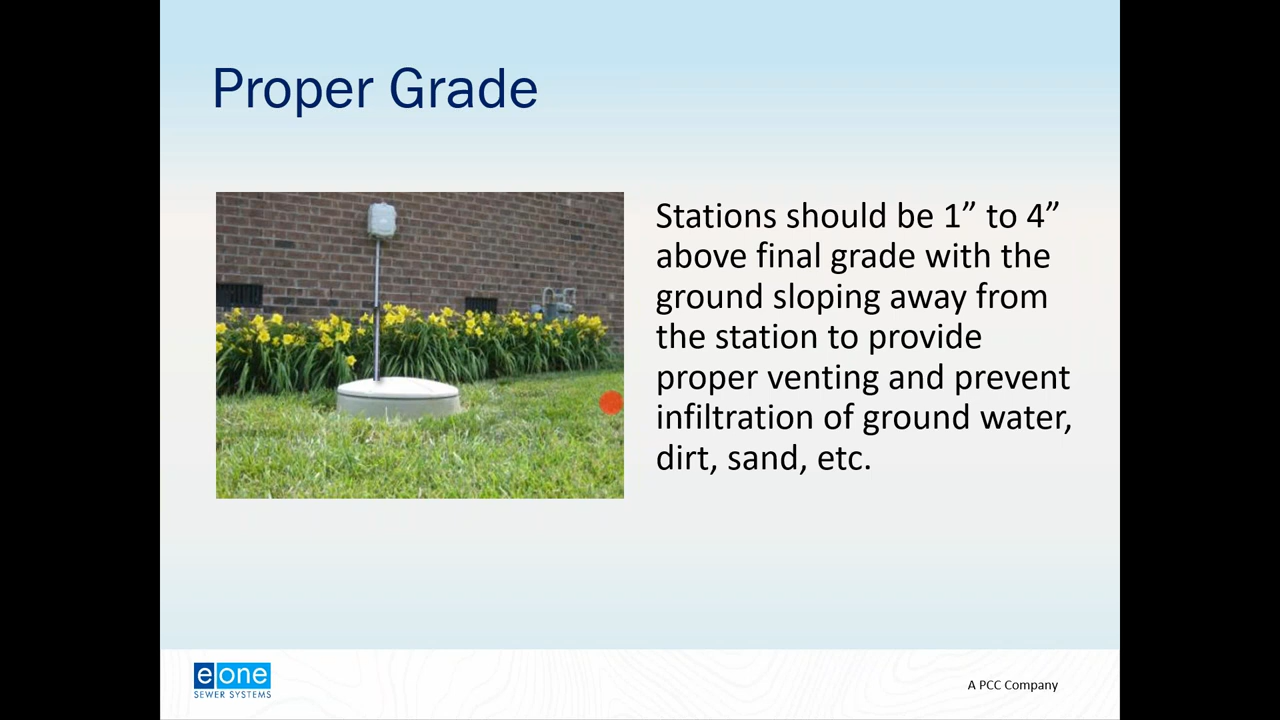 Proper Grade
Stations should be 1” to 4”
above final grade with the
ground sloping away from
the station to provide
proper venting and prevent
infiltration of ground water,
dirt, sand, etc.
e one
SEWER SYSTEMS
A PCC Company